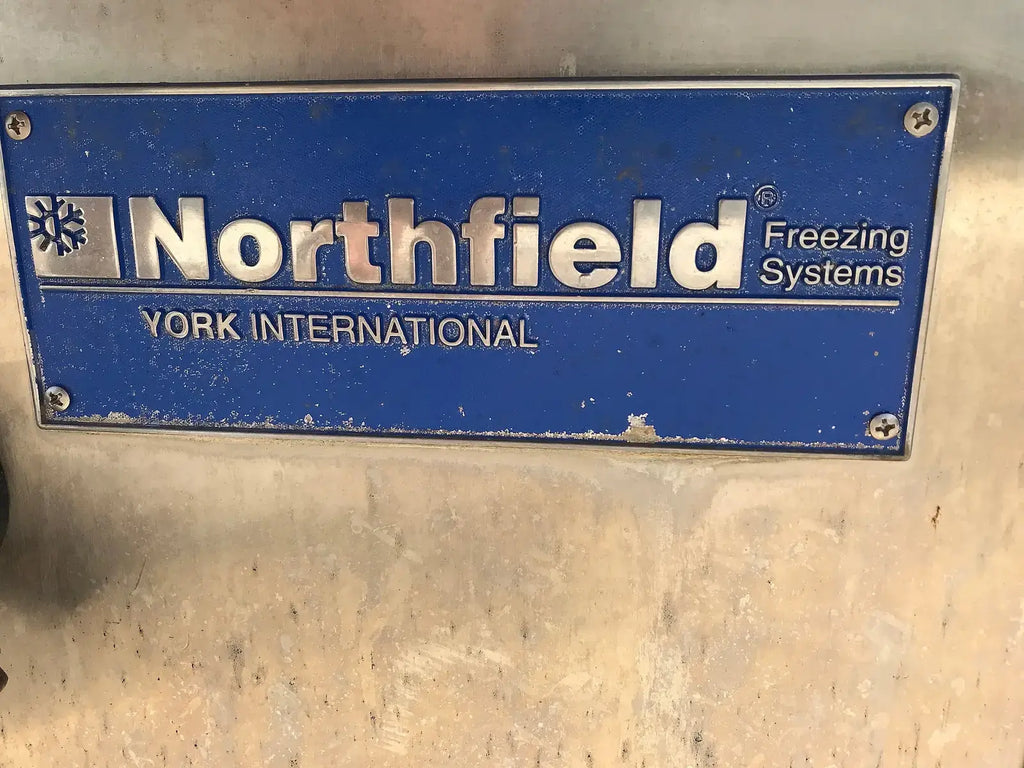 Northfield® Freezing
Systems
YORK INTERNATIONAL